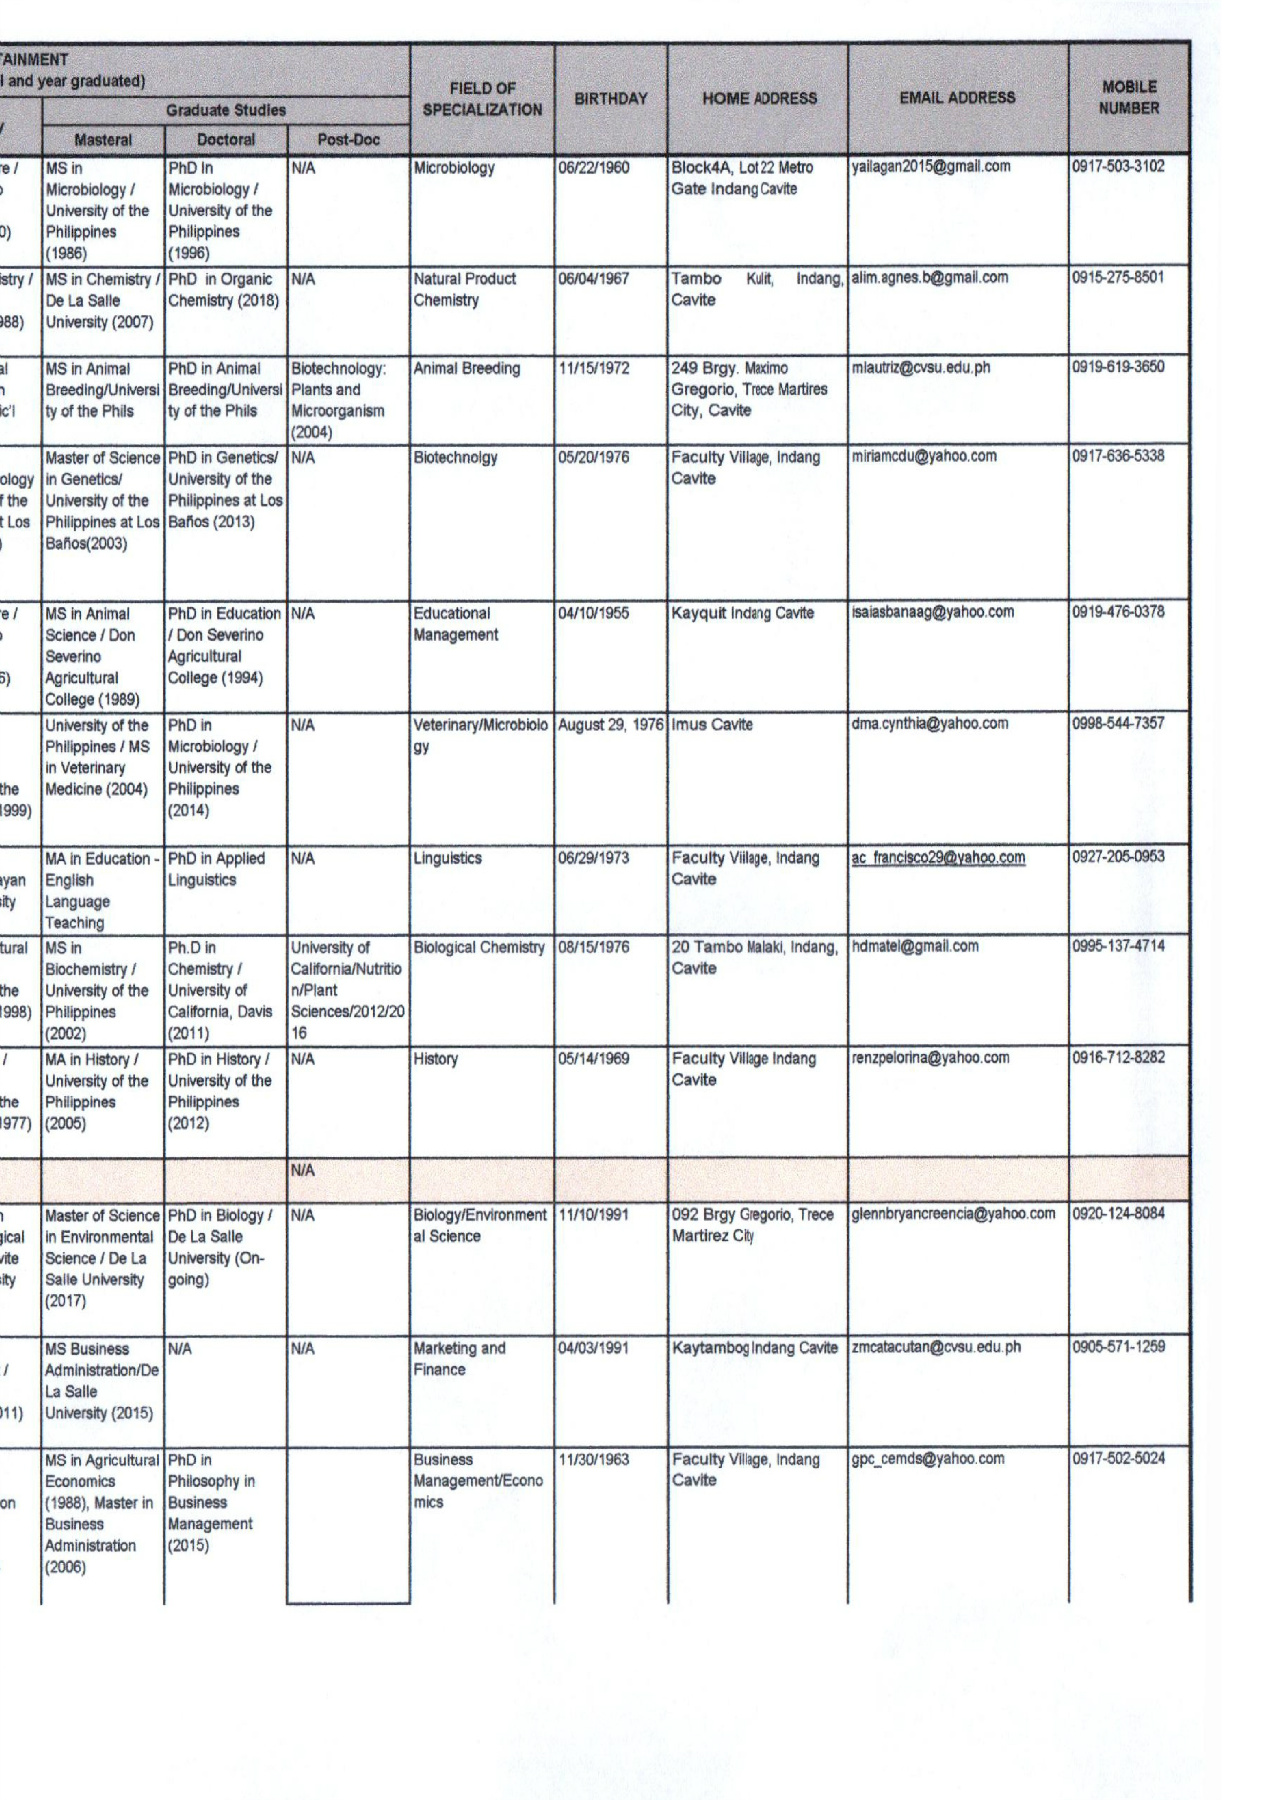 TAINMENT
l and year graduated)
Graduate Studies
Masteral
Doctoral
Post-Doc
FIELD OF
SPECIALIZATION
BIRTHDAY
HOME ADDRESS
EMAIL ADDRESS
MOBILE
NUMBER
re /
0)
MS in
Microbiology /
University of the
Philippines
(1986)
PhD In
Microbiology /
University of the
Philippines
(1996)
N/A
Microbiology
06/22/1960
Block4A, Lot22 Metro
Gate Indang Cavite
yailagan2015@gmail.com
0917-503-3102
istry /
988)
MS in Chemistry /
De La Salle
University (2007)
PhD in Organic
Chemistry (2018)
N/A
Natural Product
Chemistry
06/04/1967
Tambo Kulit, Indang,
Cavite
alim.agnes.b@gmail.com
0915-275-8501
al
n
ic'l
MS in Animal
Breeding/Universi
ty of the Phils
PhD in Animal
Breeding/Universi
ty of the Phils
Biotechnology:
Plants and
Microorganism
(2004)
Animal Breeding
11/15/1972
249 Brgy. Maximo
Gregorio, Trece Martires
City, Cavite
mlautriz@cvsu.edu.ph
0919-619-3650
ology
f the
t Los
)
Master of Science
in Genetics/
University of the
Philippines at Los
Baños(2003)
PhD in Genetics/
University of the
Philippines at Los
Baños (2013)
N/A
Biotechnolgy
05/20/1976
Faculty Village, Indang
Cavite
miriamcdu@yahoo.com
0917-636-5338
re /
6)
MS in Animal
Science / Don
Severino
Agricultural
College (1989)
PhD in Education
/ Don Severino
Agricultural
College (1994)
N/A
Educational
Management
04/10/1955
Kayquit Indang Cavite
isaiasbanaag@yahoo.com
0919-476-0378
the
1999)
University of the
Philippines / MS
in Veterinary
Medicine (2004)
PhD in
Microbiology /
University of the
Philippines
(2014)
N/A
Veterinary/Microbiolo
gy
August 29, 1976
Imus Cavite
dma.cynthia@yahoo.com
0998-544-7357
ayan
sity
MA in Education -
English
Language
Teaching
PhD in Applied
Linguistics
N/A
Linguistics
06/29/1973
Faculty Village, Indang
Cavite
ac_francisco29@yahoo.com
0927-205-0953
tural
the
1998)
MS in
Biochemistry /
University of the
Philippines
(2002)
Ph.D in
Chemistry /
University of
California, Davis
(2011)
University of
California/Nutritio
n/Plant
Sciences/2012/20
16
Biological Chemistry
08/15/1976
20 Tambo Malaki, Indang,
Cavite
hdmatel@gmail.com
0995-137-4714
/
the
1977)
MA in History /
University of the
Philippines
(2005)
PhD in History /
University of the
Philippines
(2012)
N/A
History
05/14/1969
Faculty Village Indang
Cavite
renzpelorina@yahoo.com
0916-712-8282
N/A
n
gical
vite
sity
Master of Science
in Environmental
Science / De La
Salle University
(2017)
PhD in Biology /
De La Salle
University (On-
going)
N/A
Biology/Environment
al Science
11/10/1991
092 Brgy Gregorio, Trece
Martirez City
glennbryancreencia@yahoo.com
0920-124-8084
/
011)
MS Business
Administration/De
La Salle
University (2015)
N/A
N/A
Marketing and
Finance
04/03/1991
Kaytambog Indang Cavite
zmcatacutan@cvsu.edu.ph
0905-571-1259
on
MS in Agricultural
Economics
(1988), Master in
Business
Administration
(2006)
PhD in
Philosophy in
Business
Management
(2015)
Business
Management/Econo
mics
11/30/1963
Faculty Village, Indang
Cavite
gpc_cemds@yahoo.com
0917-502-5024